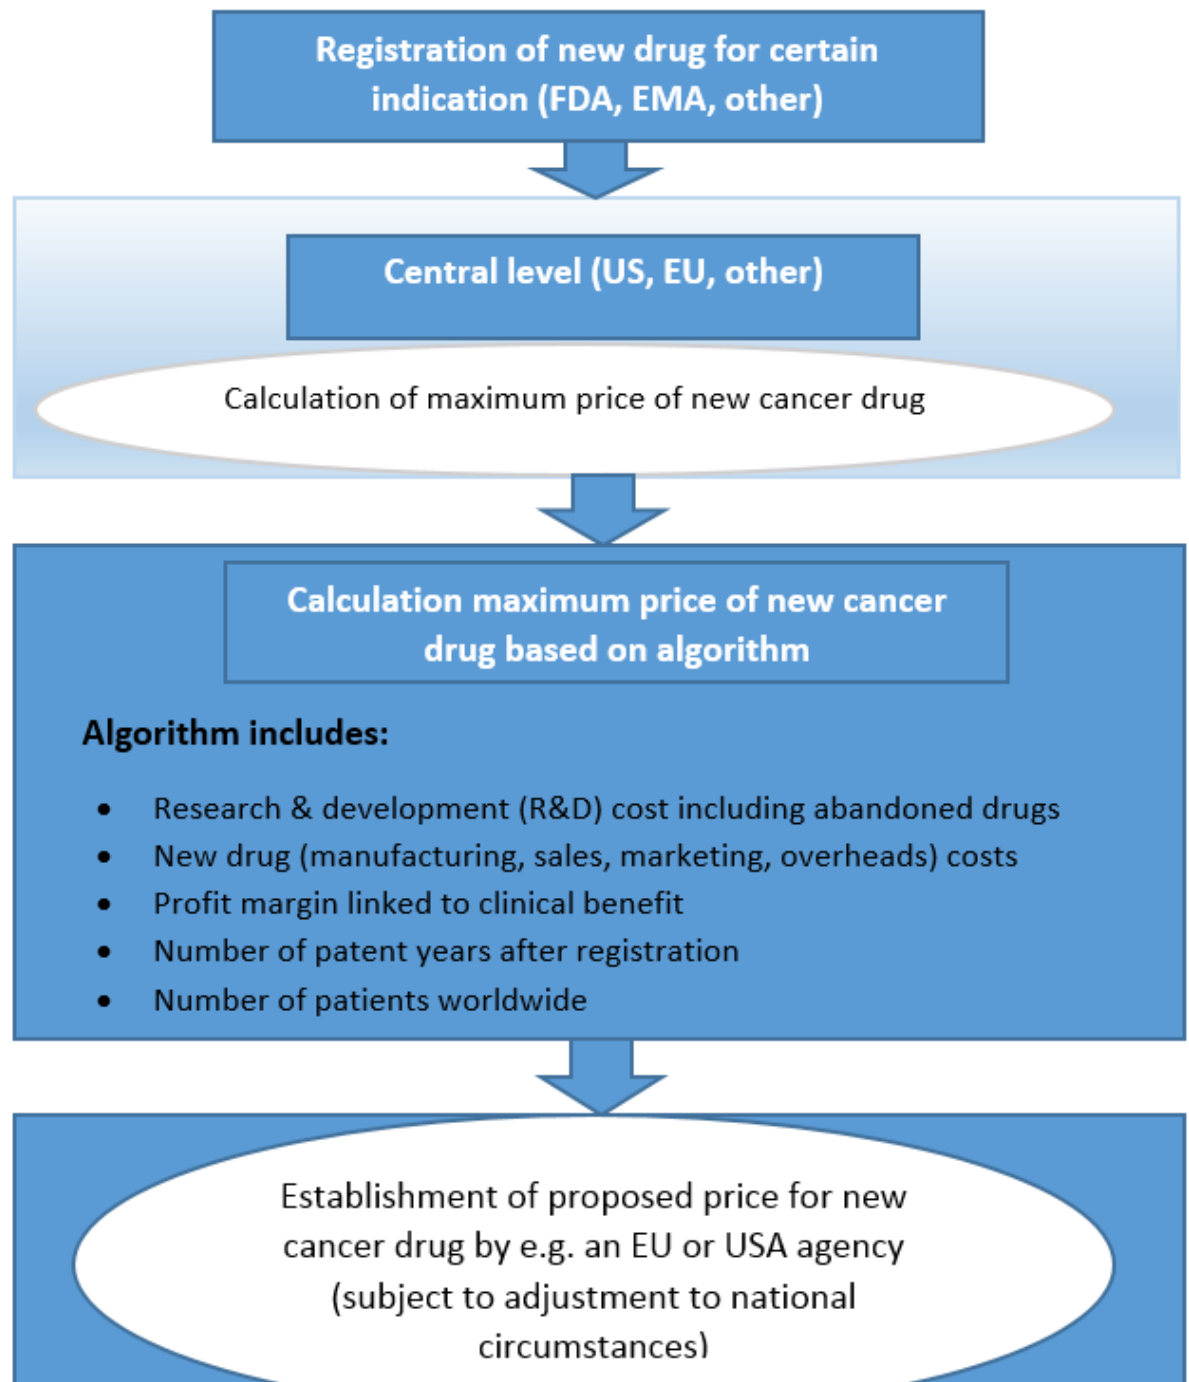 Registration of new drug for certain
indication (FDA, EMA, other)
Central level (US, EU, other)
Calculation of maximum price of new cancer drug
Calculation maximum price of new cancer
drug based on algorithm
Algorithm includes:
• Research & development (R&D) cost including abandoned drugs
• New drug (manufacturing, sales, marketing, overheads) costs
• Profit margin linked to clinical benefit
• Number of patent years after registration
• Number of patients worldwide
Establishment of proposed price for new
cancer drug by e.g. an EU or USA agency
(subject to adjustment to national
circumstances)